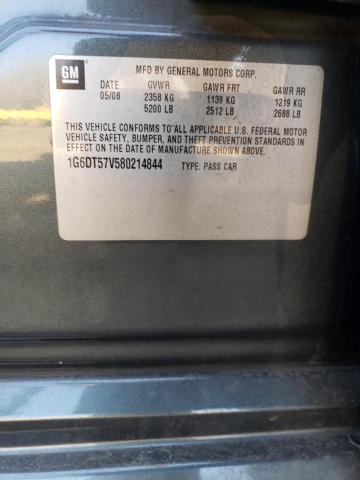 GM
MFD BY GENERAL MOTORS CORP.
DATE GVWR GAWR FRT GAWR RR
05/08 2358 KG 1139 KG 1219 KG
5200 LB 2512 LB 2688 LB
THIS VEHICLE CONFORMS TO ALL APPLICABLE U.S. FEDERAL MOTOR
VEHICLE SAFETY, BUMPER, AND THEFT PREVENTION STANDARDS IN
EFFECT ON THE DATE OF MANUFACTURE SHOWN ABOVE.
1G6DT57V580214844 TYPE: PASS CAR